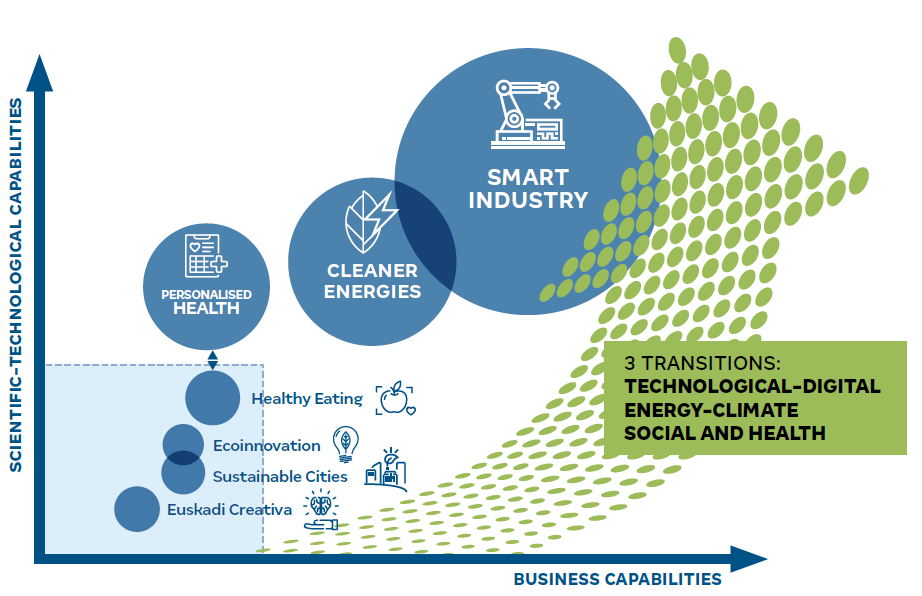 SCIENTIFIC-TECHNOLOGICAL CAPABILITIES
SMART
INDUSTRY
CLEANER
ENERGIES
PERSONALISED
HEALTH
Healthy Eating
Ecoinnovation
Sustainable Cities
Euskadi Creativa
3 TRANSITIONS:
TECHNOLOGICAL-DIGITAL
ENERGY-CLIMATE
SOCIAL AND HEALTH
BUSINESS CAPABILITIES